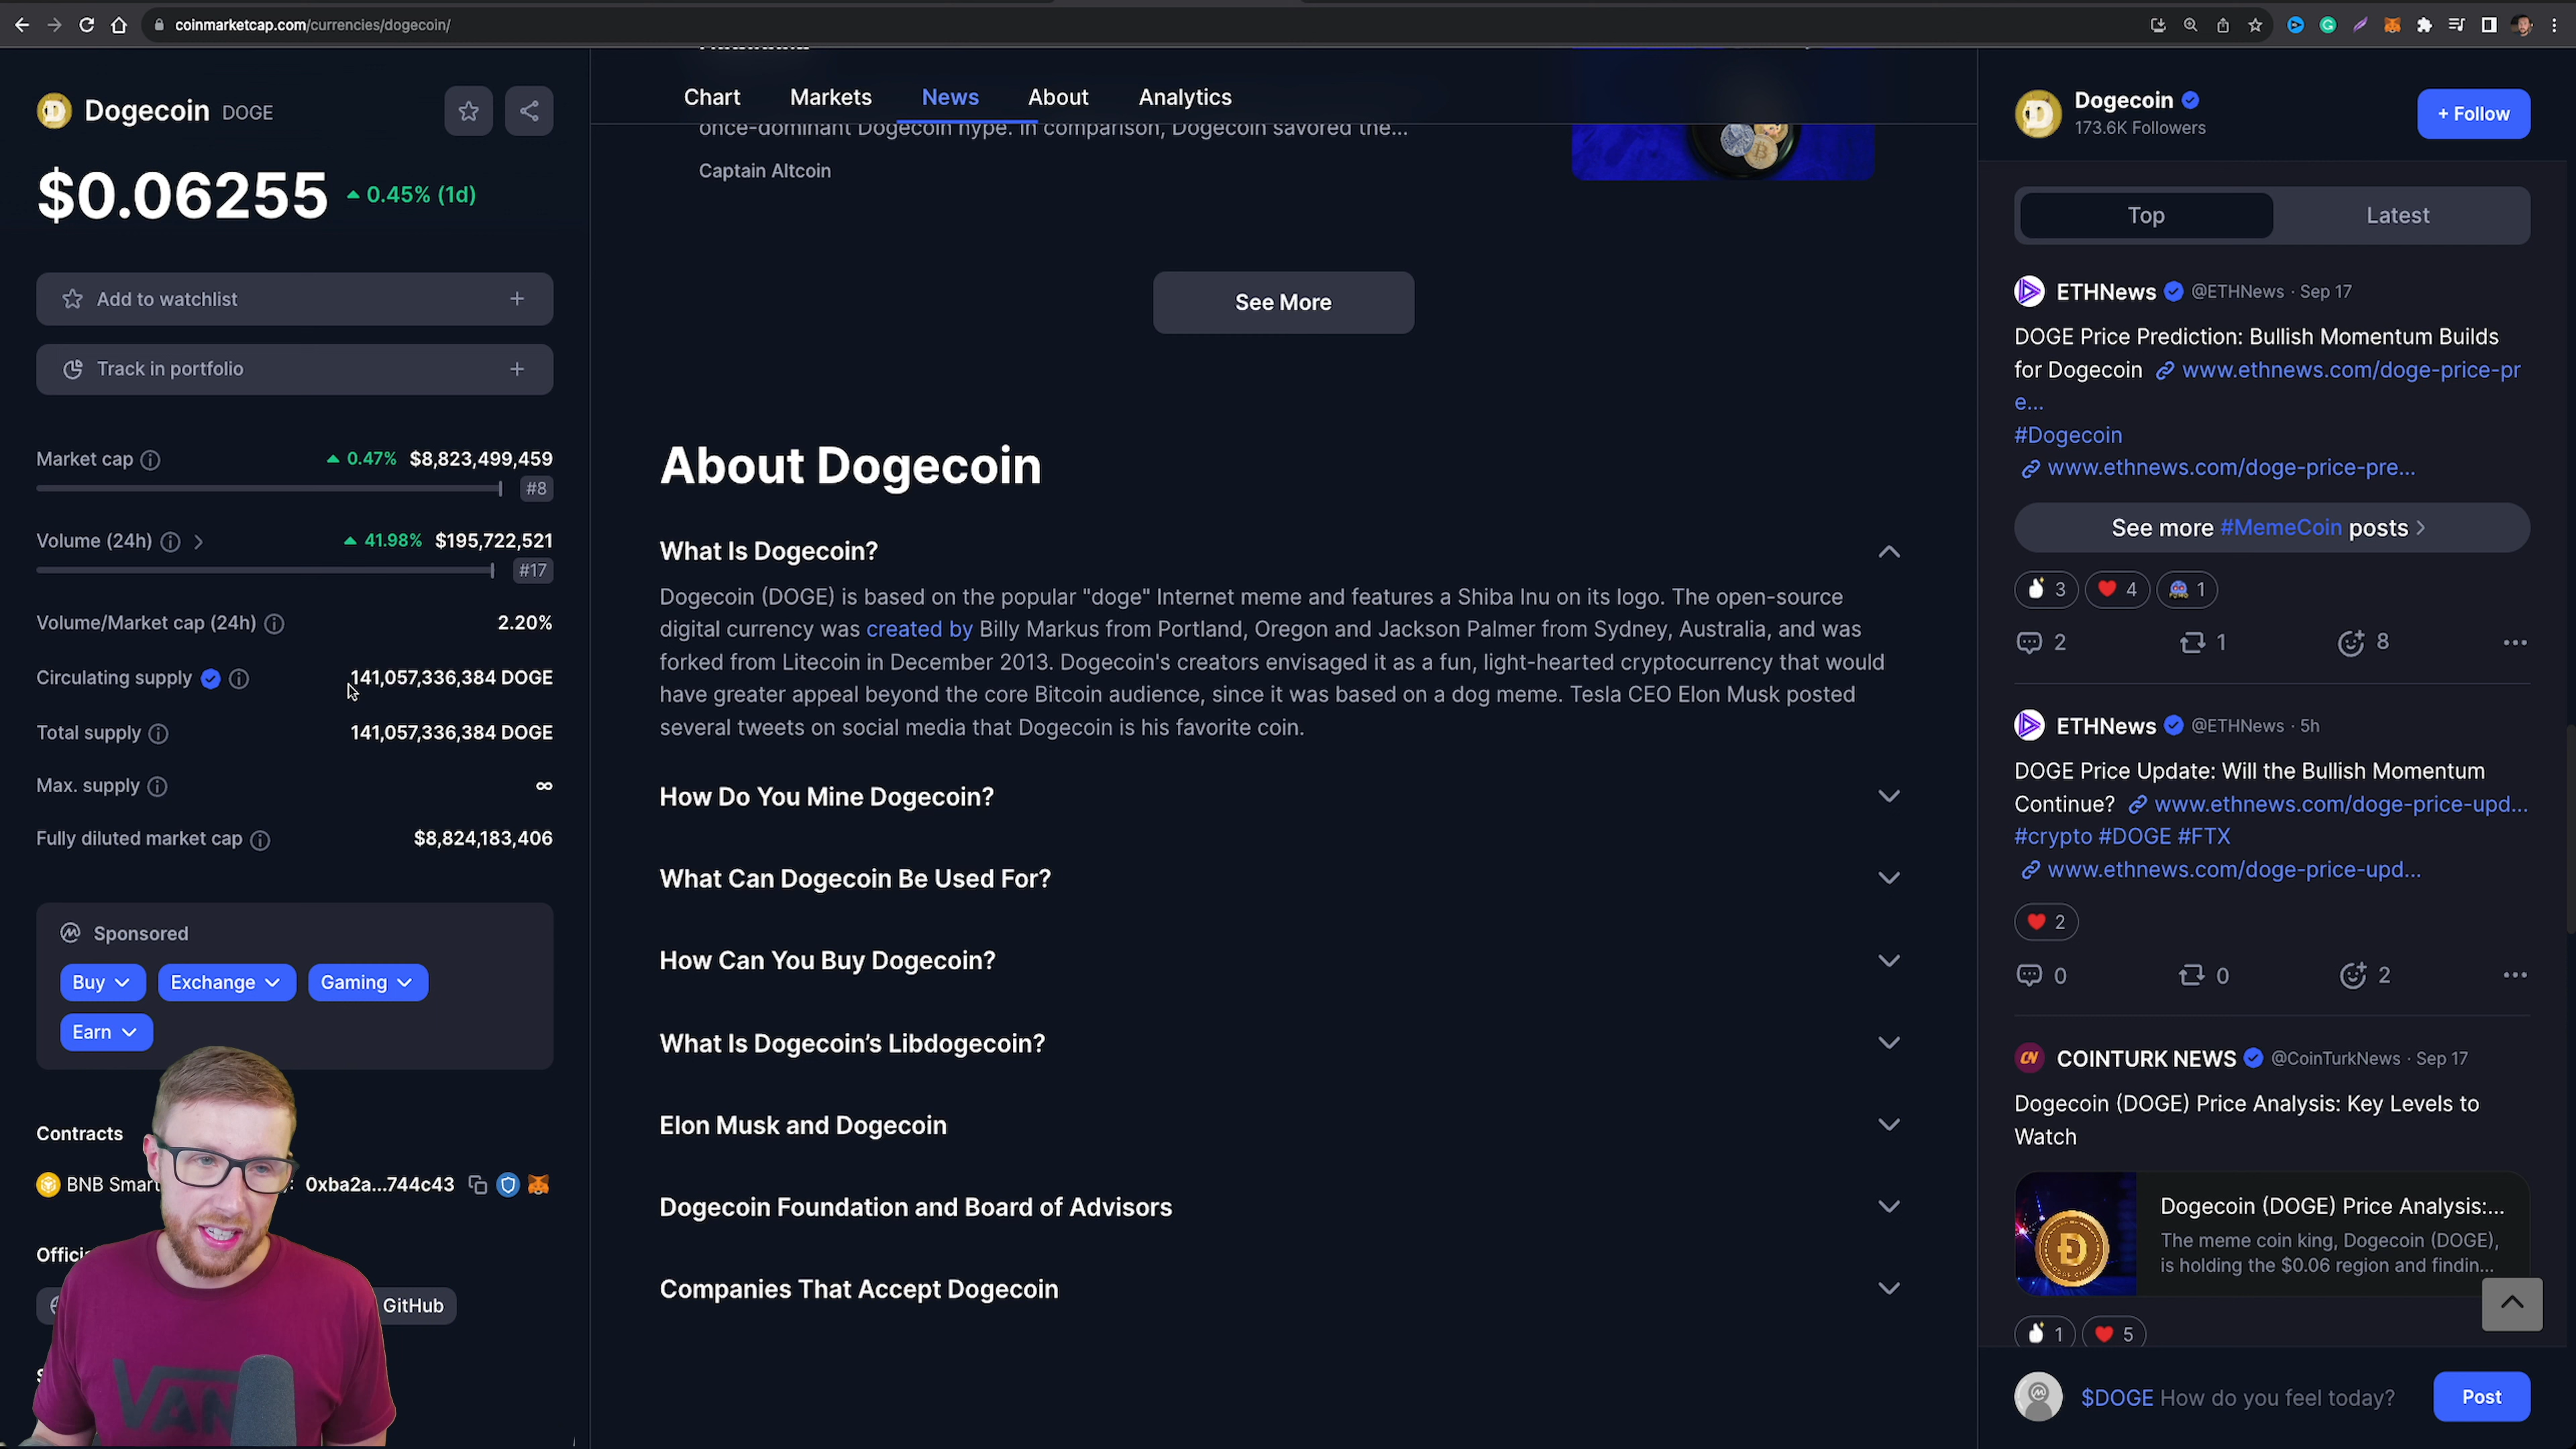 coinmarketcap.com/currencies/dogecoin/
Dogecoin DOGE
$0.06255 0.45% (1d)
Add to watchlist +
Track in portfolio +
Market cap 0.47% $8,823,499,459
#8
Volume (24h) 41.98% $195,722,521
#17
Volume/Market cap (24h) 2.20%
Circulating supply 141,057,336,384 DOGE
Total supply 141,057,336,384 DOGE
Max. supply ∞
Fully diluted market cap $8,824,183,406
Sponsored
Buy Exchange Gaming
Earn
Contracts
BNB Smar : 0xba2a...744c43
GitHub
VAN
Chart Markets News About Analytics
once-dominant Dogecoin hype. In comparison, Dogecoin savored the...
Captain Altcoin
See More
About Dogecoin
What Is Dogecoin?
Dogecoin (DOGE) is based on the popular "doge" Internet meme and features a Shiba Inu on its logo. The open-source
digital currency was created by Billy Markus from Portland, Oregon and Jackson Palmer from Sydney, Australia, and was
forked from Litecoin in December 2013. Dogecoin's creators envisaged it as a fun, light-hearted cryptocurrency that would
have greater appeal beyond the core Bitcoin audience, since it was based on a dog meme. Tesla CEO Elon Musk posted
several tweets on social media that Dogecoin is his favorite coin.
How Do You Mine Dogecoin?
What Can Dogecoin Be Used For?
How Can You Buy Dogecoin?
What Is Dogecoin’s Libdogecoin?
Elon Musk and Dogecoin
Dogecoin Foundation and Board of Advisors
Companies That Accept Dogecoin
Dogecoin
173.6K Followers
+ Follow
Top Latest
ETHNews @ETHNews · Sep 17
DOGE Price Prediction: Bullish Momentum Builds
for Dogecoin www.ethnews.com/doge-price-pr
e...
#Dogecoin
www.ethnews.com/doge-price-pre...
See more #MemeCoin posts >
3 4 1
2 1 8 ...
ETHNews @ETHNews · 5h
DOGE Price Update: Will the Bullish Momentum
Continue? www.ethnews.com/doge-price-upd...
#crypto #DOGE #FTX
www.ethnews.com/doge-price-upd...
2
0 0 2 ...
COINTURK NEWS @CoinTurkNews · Sep 17
Dogecoin (DOGE) Price Analysis: Key Levels to
Watch
Dogecoin (DOGE) Price Analysis:...
The meme coin king, Dogecoin (DOGE),
is holding the $0.06 region and findin...
1 5
$DOGE How do you feel today?
Post